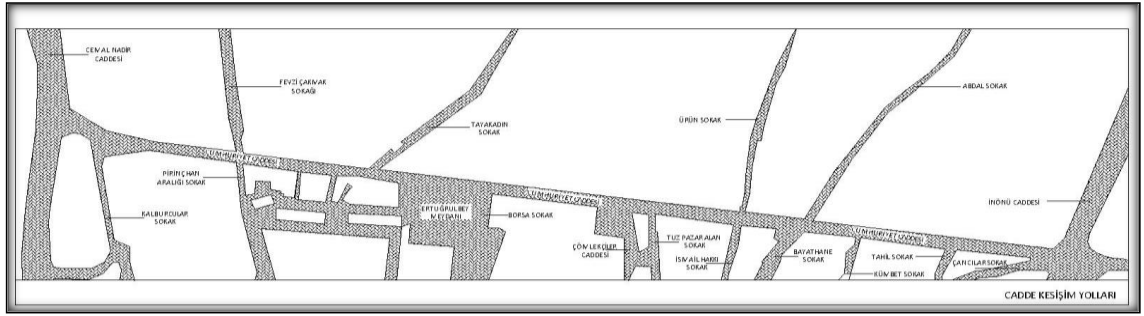 CEMAL NADİR
CADDESİ
FEVZİ ÇAKMAK
SOKAĞI
TAYAKADIN
SOKAK
ÜRÜN SOKAK
ABDAL SOKAK
CUMHURİYET CADDESİ
PİRİNÇHAN
ARALIĞI SOKAK
KALBURCULAR
SOKAK
ERTUĞRULBEY
MEYDANI
BORSA SOKAK
CUMHURİYET CADDESİ
ÇÖMLEKÇİLER
CADDESİ
TUZ PAZARI ALAN
SOKAK
İSMAİL HAKKI
SOKAK
BAYATHANE
SOKAK
CUMHURİYET CADDESİ
TAHIL SOKAK
KÜMBET SOKAK
ÇANCILAR SOKAK
İNÖNÜ CADDESİ
CADDE KESİŞİM YOLLARI